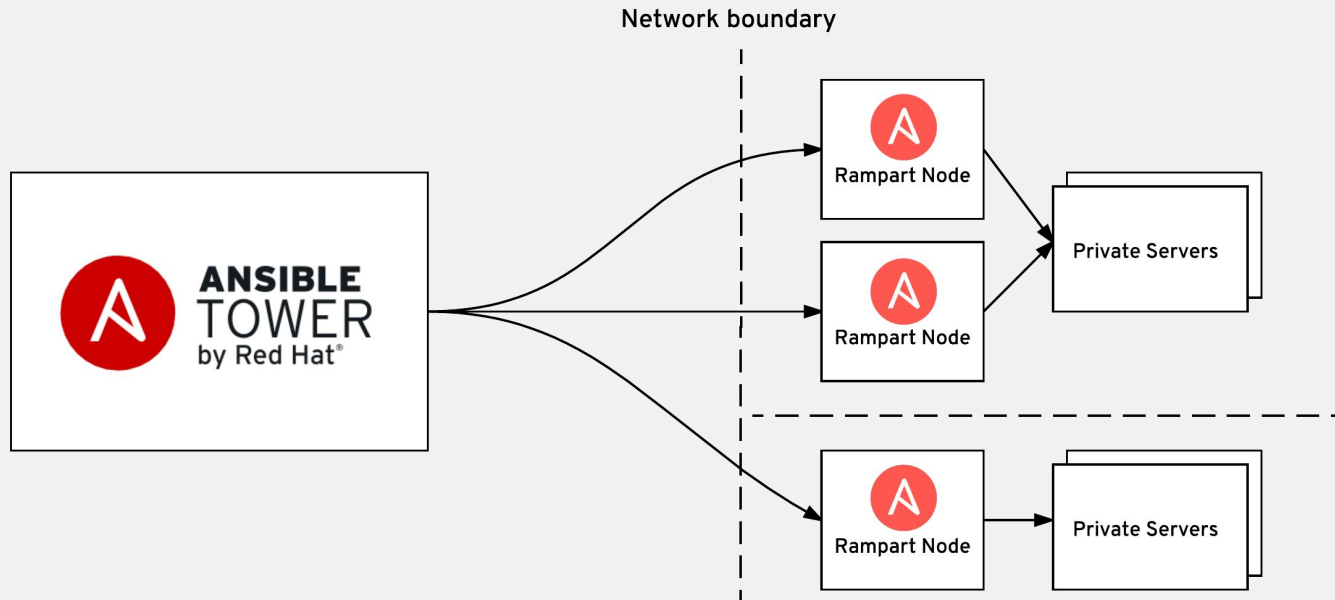 Network boundary
ANSIBLE
TOWER
by Red Hat®
Rampart Node
Private Servers
Rampart Node
Rampart Node
Private Servers